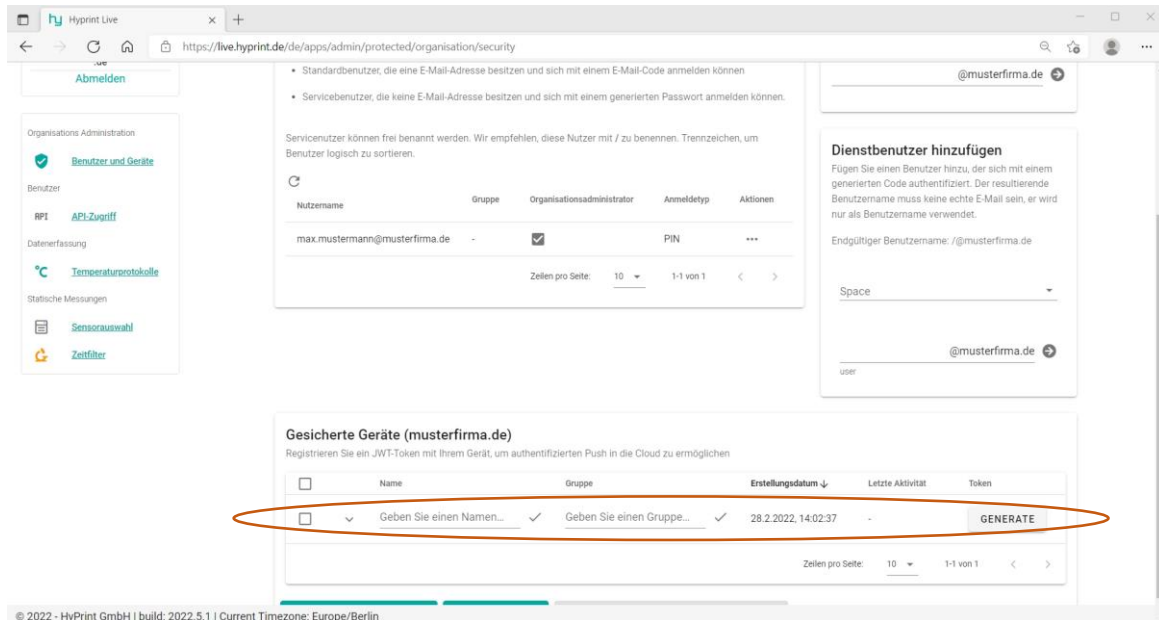 Hyprint Live
https://live.hyprint.de/de/apps/admin/protected/organisation/security
Abmelden
Organisations Administration
Benutzer und Geräte
Benutzer
API API-Zugriff
Datenerfassung
°C Temperaturprotokolle
Statische Messungen
Sensorauswahl
Zeitfilter
• Standardbenutzer, die eine E-Mail-Adresse besitzen und sich mit einem E-Mail-Code anmelden können
• Servicebenutzer, die keine E-Mail-Adresse besitzen und sich mit einem generierten Passwort anmelden können.
Servicenutzer können frei benannt werden. Wir empfehlen, diese Nutzer mit / zu benennen. Trennzeichen, um
Benutzer logisch zu sortieren.
Nutzername Gruppe Organisationsadministrator Anmeldetyp Aktionen
max.mustermann@musterfirma.de - PIN •••
Zeilen pro Seite: 10 1-1 von 1
@musterfirma.de
Dienstbenutzer hinzufügen
Fügen Sie einen Benutzer hinzu, der sich mit einem
generierten Code authentifiziert. Der resultierende
Benutzername muss keine echte E-Mail sein, er wird
nur als Benutzername verwendet.
Endgültiger Benutzername: /@musterfirma.de
Space
@musterfirma.de
user
Gesicherte Geräte (musterfirma.de)
Registrieren Sie ein JWT-Token mit Ihrem Gerät, um authentifizierten Push in die Cloud zu ermöglichen
Name Gruppe Erstellungsdatum ↓ Letzte Aktivität Token
Geben Sie einen Namen... Geben Sie einen Gruppe... 28.2.2022, 14:02:37 - GENERATE
Zeilen pro Seite: 10 1-1 von 1
© 2022 - HyPrint GmbH | build: 2022.5.1 | Current Timezone: Europe/Berlin